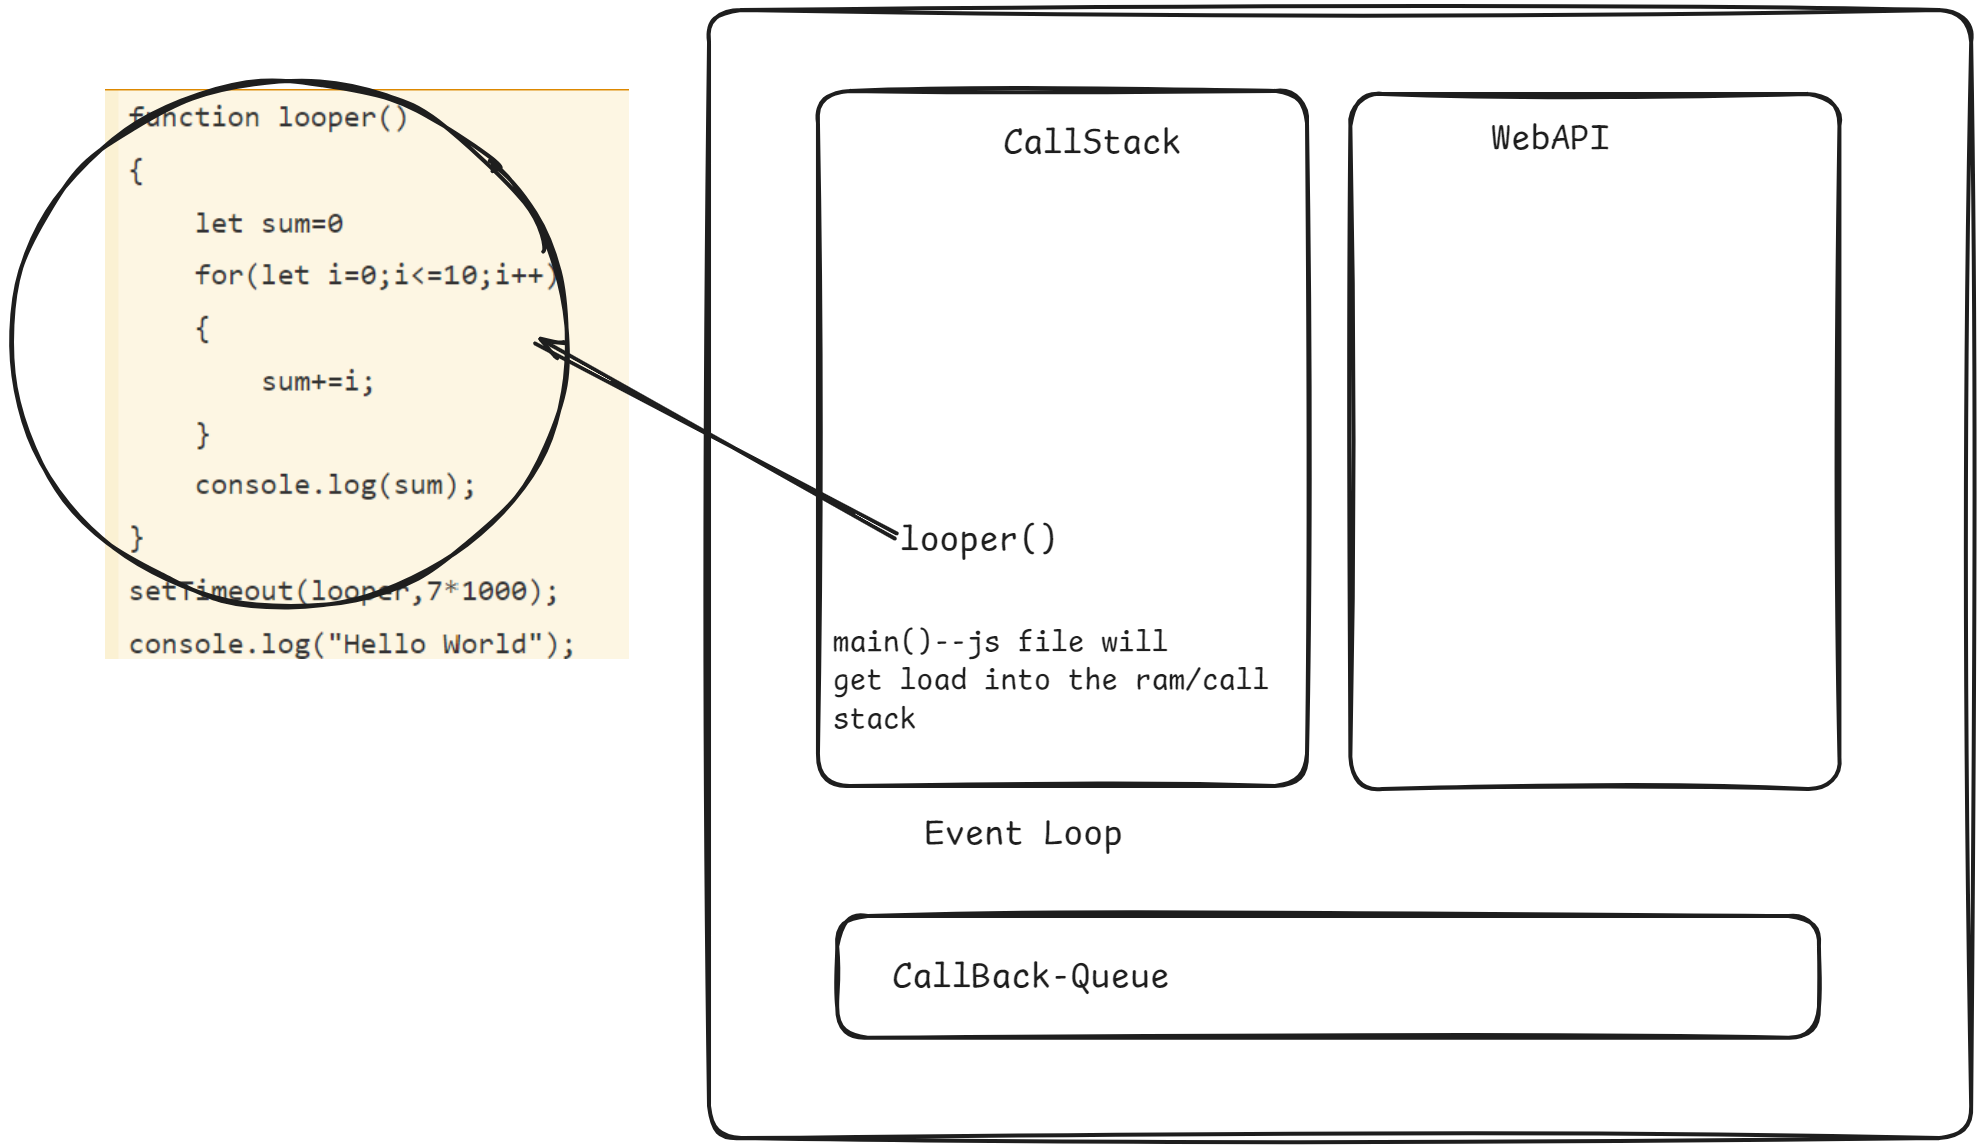 function looper()
{
    let sum=0
    for(let i=0;i<=10;i++)
    {
        sum+=i;
    }
    console.log(sum);
}
setTimeout(looper,7*1000);
console.log("Hello World");
CallStack
looper()
main()--js file will
get load into the ram/call
stack
WebAPI
Event Loop
CallBack-Queue